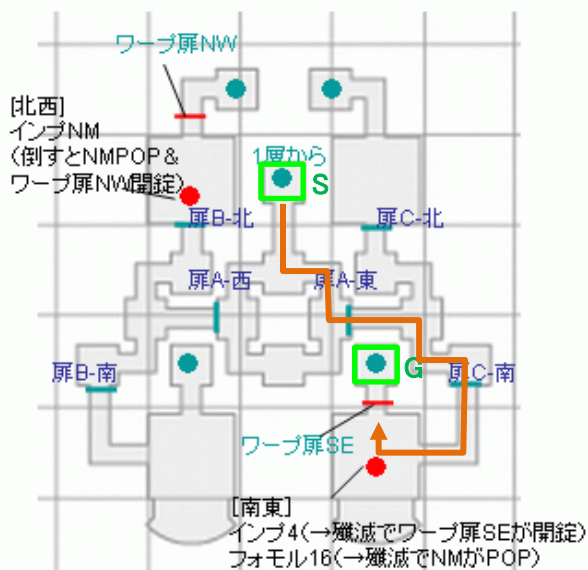 ワープ扉NW
[北西]
インプNM
(倒すとNMPOP＆
ワープ扉NW開錠)
1層から
S
扉B-北
扉C-北
扉A-西
扉A-東
扉B-南
G
扉C-南
ワープ扉SE
[南東]
インプ4(→殲滅でワープ扉SEが開錠)
フォモル16(→殲滅でNMがPOP)